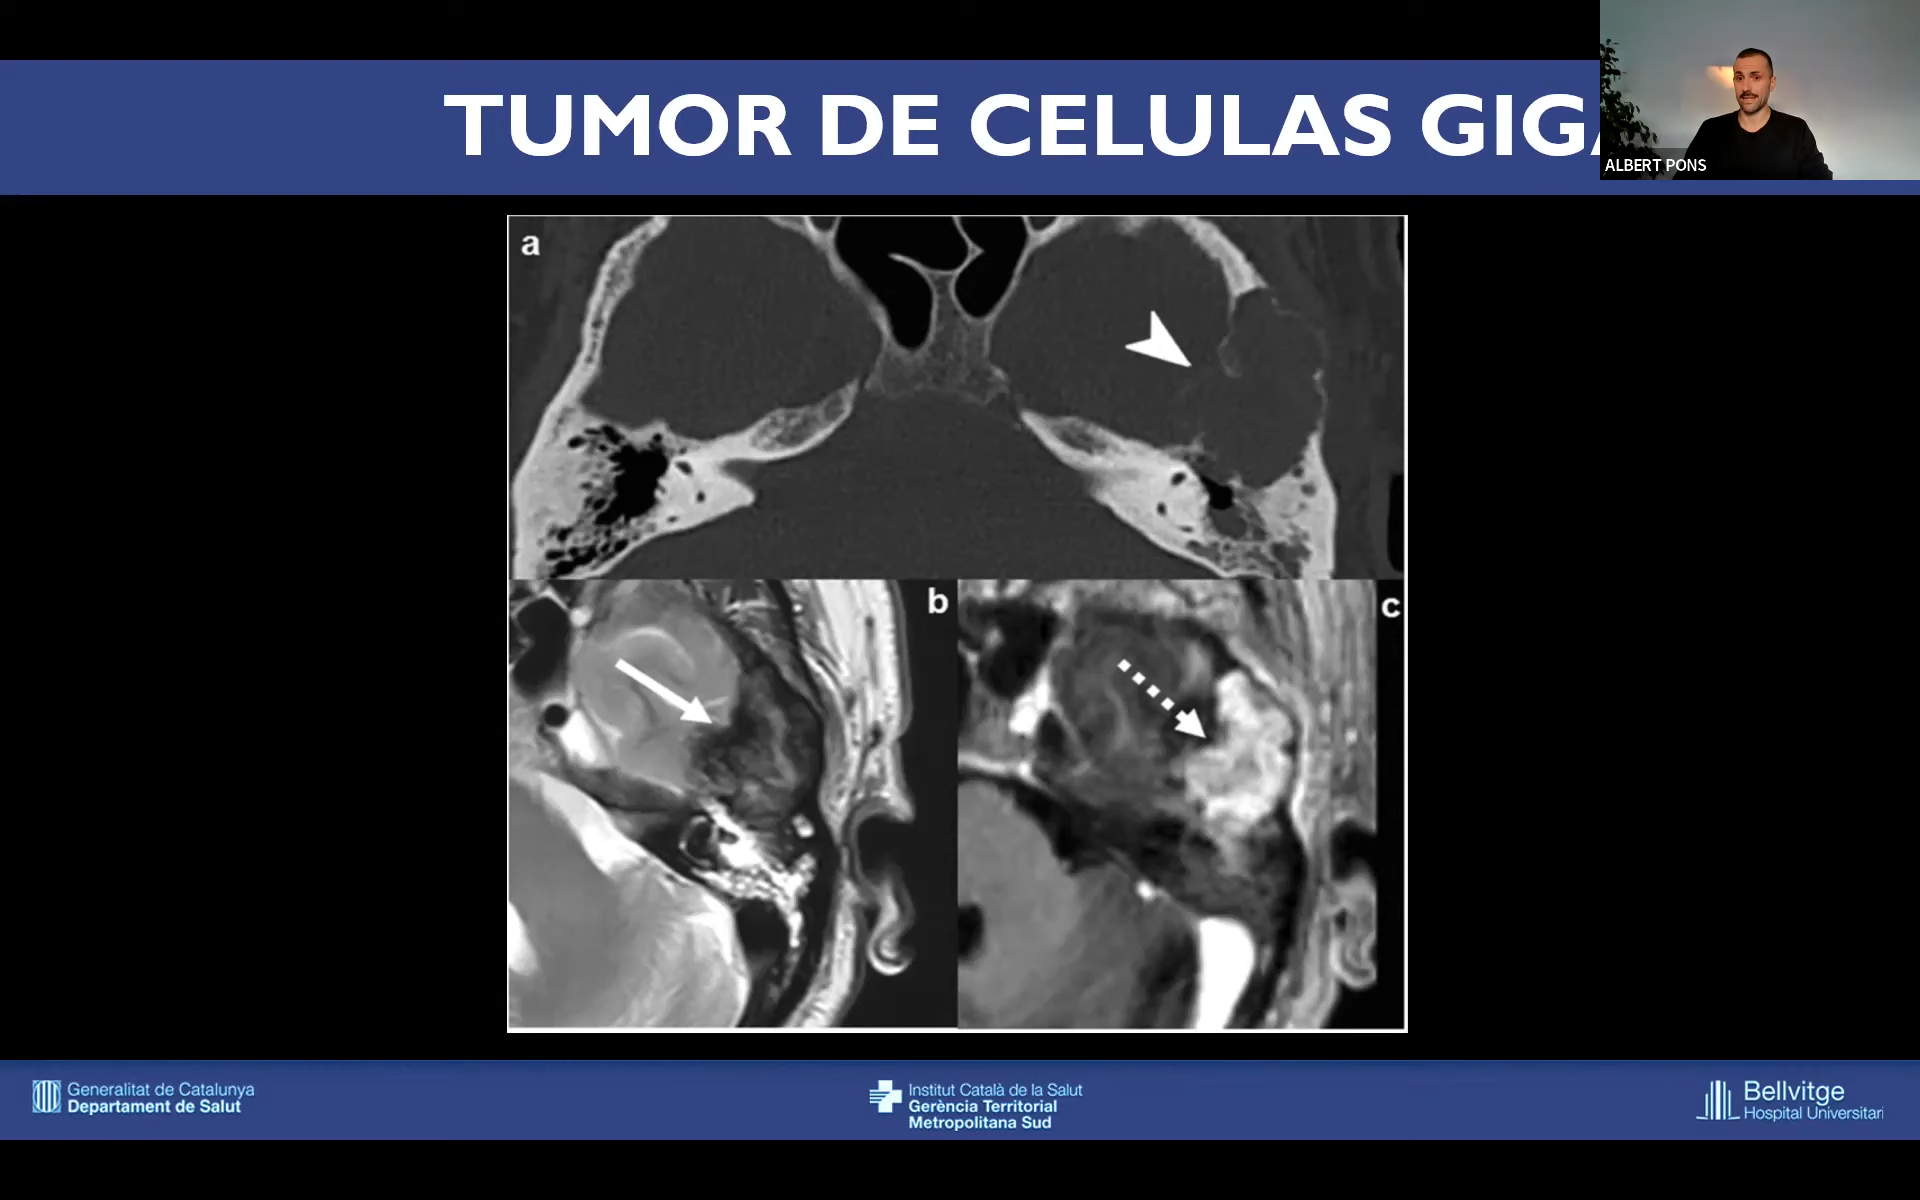 TUMOR DE CELULAS
ALBERT PONS
a
b
c
Generalitat de Catalunya
Departament de Salut
Institut Català de la Salut
Gerència Territorial
Metropolitana Sud
Bellvitge
Hospital Universitari